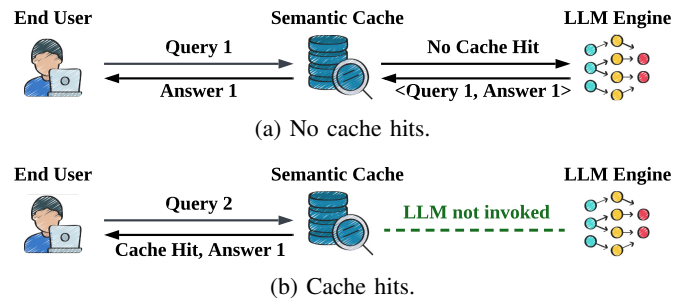 End User Semantic Cache LLM Engine
Query 1 No Cache Hit
Answer 1 <Query 1, Answer 1>
(a) No cache hits.
End User Semantic Cache LLM Engine
Query 2 LLM not invoked
Cache Hit, Answer 1
(b) Cache hits.